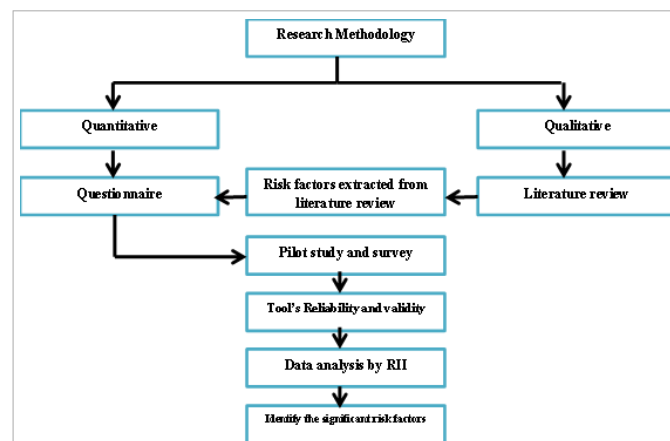 Research Methodology
Quantitative
Qualitative
Questionnaire
Risk factors extracted from
literature review
Literature review
Pilot study and survey
Tool's Reliability and validity
Data analysis by RII
Identify the significant risk factors